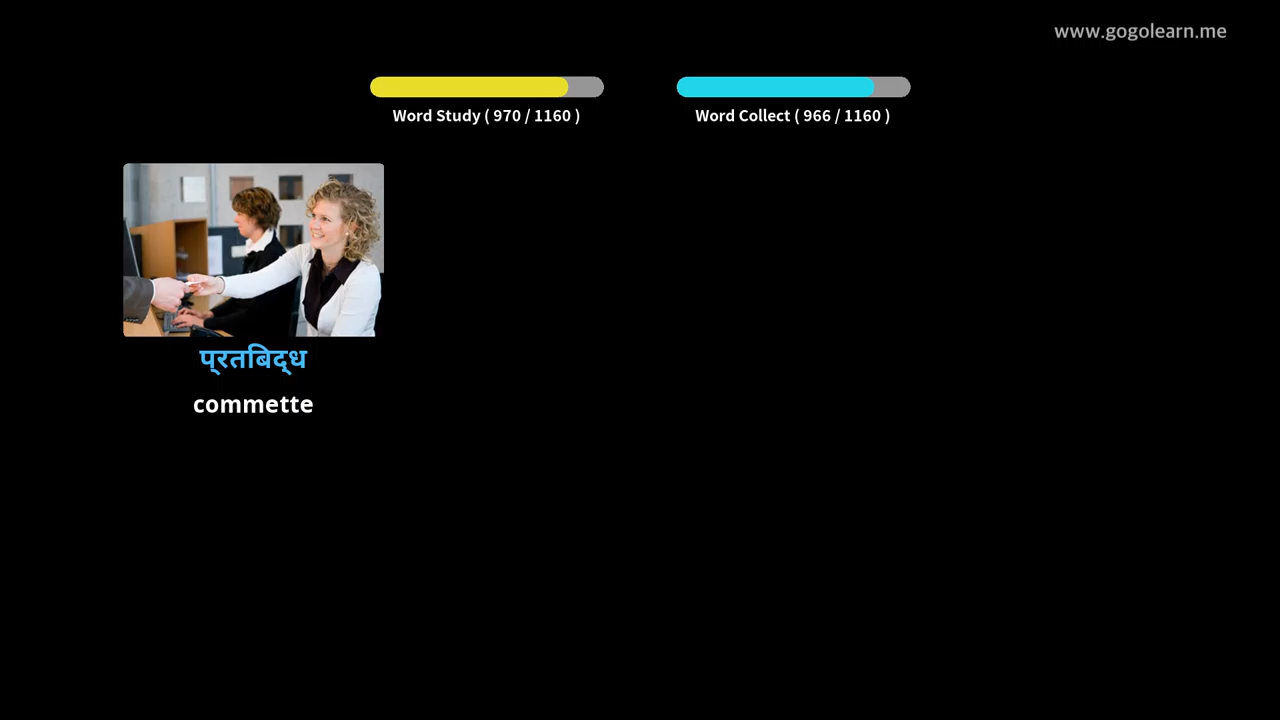 www.gogolearn.me
Word Study ( 970 / 1160 )
Word Collect ( 966 / 1160 )
प्रतबिद्ध
commette